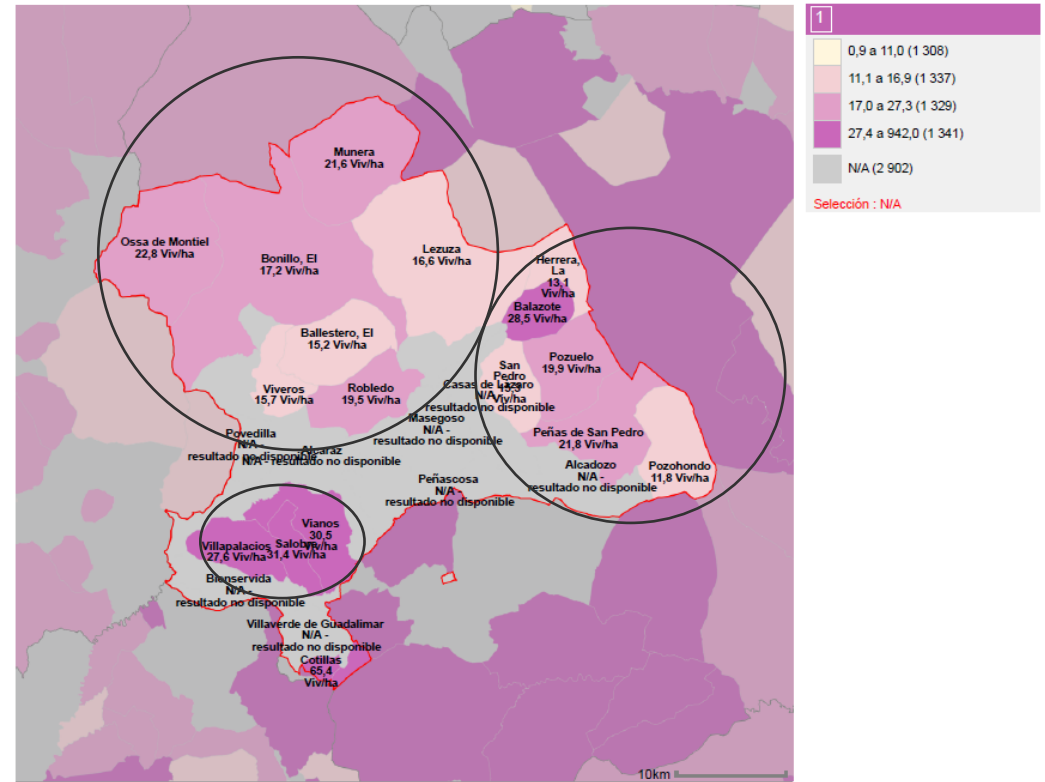 1
0,9 a 11,0 (1 308)
11,1 a 16,9 (1 337)
17,0 a 27,3 (1 329)
27,4 a 942,0 (1 341)
N/A (2 902)
Selección : N/A
Munera
21,6 Viv/ha
Ossa de Montiel
22,8 Viv/ha
Bonillo, El
17,2 Viv/ha
Lezuza
16,6 Viv/ha
Herrera,
La
13,1
Viv/ha
Balazote
28,5 Viv/ha
Ballestero, El
15,2 Viv/ha
Pozuelo
19,9 Viv/ha
San
Pedro
Viv/ha
Casas de Lázaro
N/A -
resultado no disponible
Viveros
15,7 Viv/ha
Robledo
19,5 Viv/ha
Masegoso
N/A -
resultado no disponible
Peñas de San Pedro
21,8 Viv/ha
Povedilla
N/A -
resultado no disponible
Alcaraz
N/A - resultado no disponible
Alcadozo
N/A -
resultado no disponible
Pozohondo
11,8 Viv/ha
Peñascosa
N/A -
resultado no disponible
Vianos
30,5
Viv/ha
Villapalacios
27,6 Viv/ha
Salobre
31,4 Viv/ha
Bienservida
N/A -
resultado no disponible
Villaverde de Guadalimar
N/A -
resultado no disponible
Cotillas
65,4
Viv/ha
10km